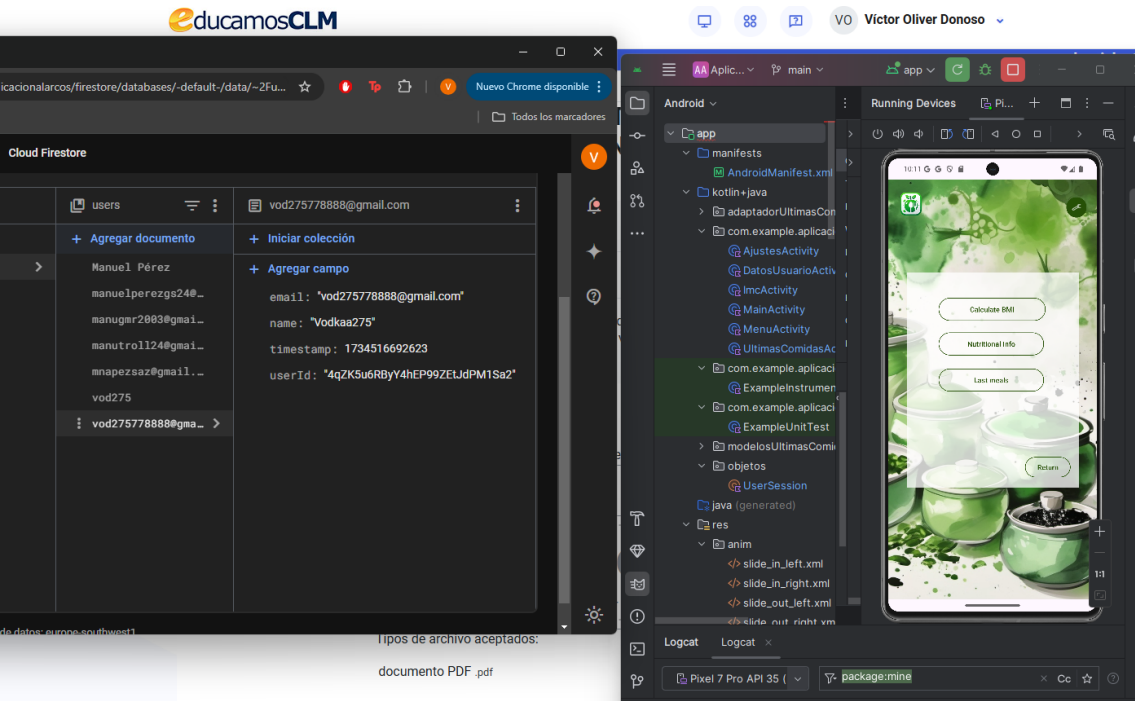 educamosCLM
VO
Víctor Oliver Donoso
icacionalarcos/firestore/databases/-default-/data/~2Fu...
Tp
V
Nuevo Chrome disponible
Todos los marcadores
Cloud Firestore
V
users
vod275778888@gmail.com
Agregar documento
Iniciar colección
Manuel Pérez
Agregar campo
manuelperezgs24@…
manugmr2003@gmai…
manutroll24@gmai…
mnapezsaz@gmail.…
vod275
vod275778888@gma…
email: "vod275778888@gmail.com"
name: "Vodkaa275"
timestamp: 1734516692623
userId: "4qZK5u6RByY4hEP99ZEtJdPM1Sa2"
de datos: europe-southwest1
Tipos de archivo aceptados:
documento PDF .pdf
AA Aplic...
main
app
Android
Running Devices
Pi...
app
manifests
AndroidManifest.xml
kotlin+java
adaptadorUltimasCom
com.example.aplicaci
AjustesActivity
DatosUsuarioActiv
ImcActivity
MainActivity
MenuActivity
UltimasComidasAc
com.example.aplicaci
ExampleInstrumen
com.example.aplicaci
ExampleUnitTest
modelosUltimasComi
objetos
UserSession
java (generated)
res
anim
slide_in_left.xml
slide_in_right.xml
slide_out_left.xml
slide_out_right.xm
10:11
Calculate BMI
Nutritional Info
Last meals
Return
1:1
Logcat
Logcat
Pixel 7 Pro API 35 (
package:mine
Cc